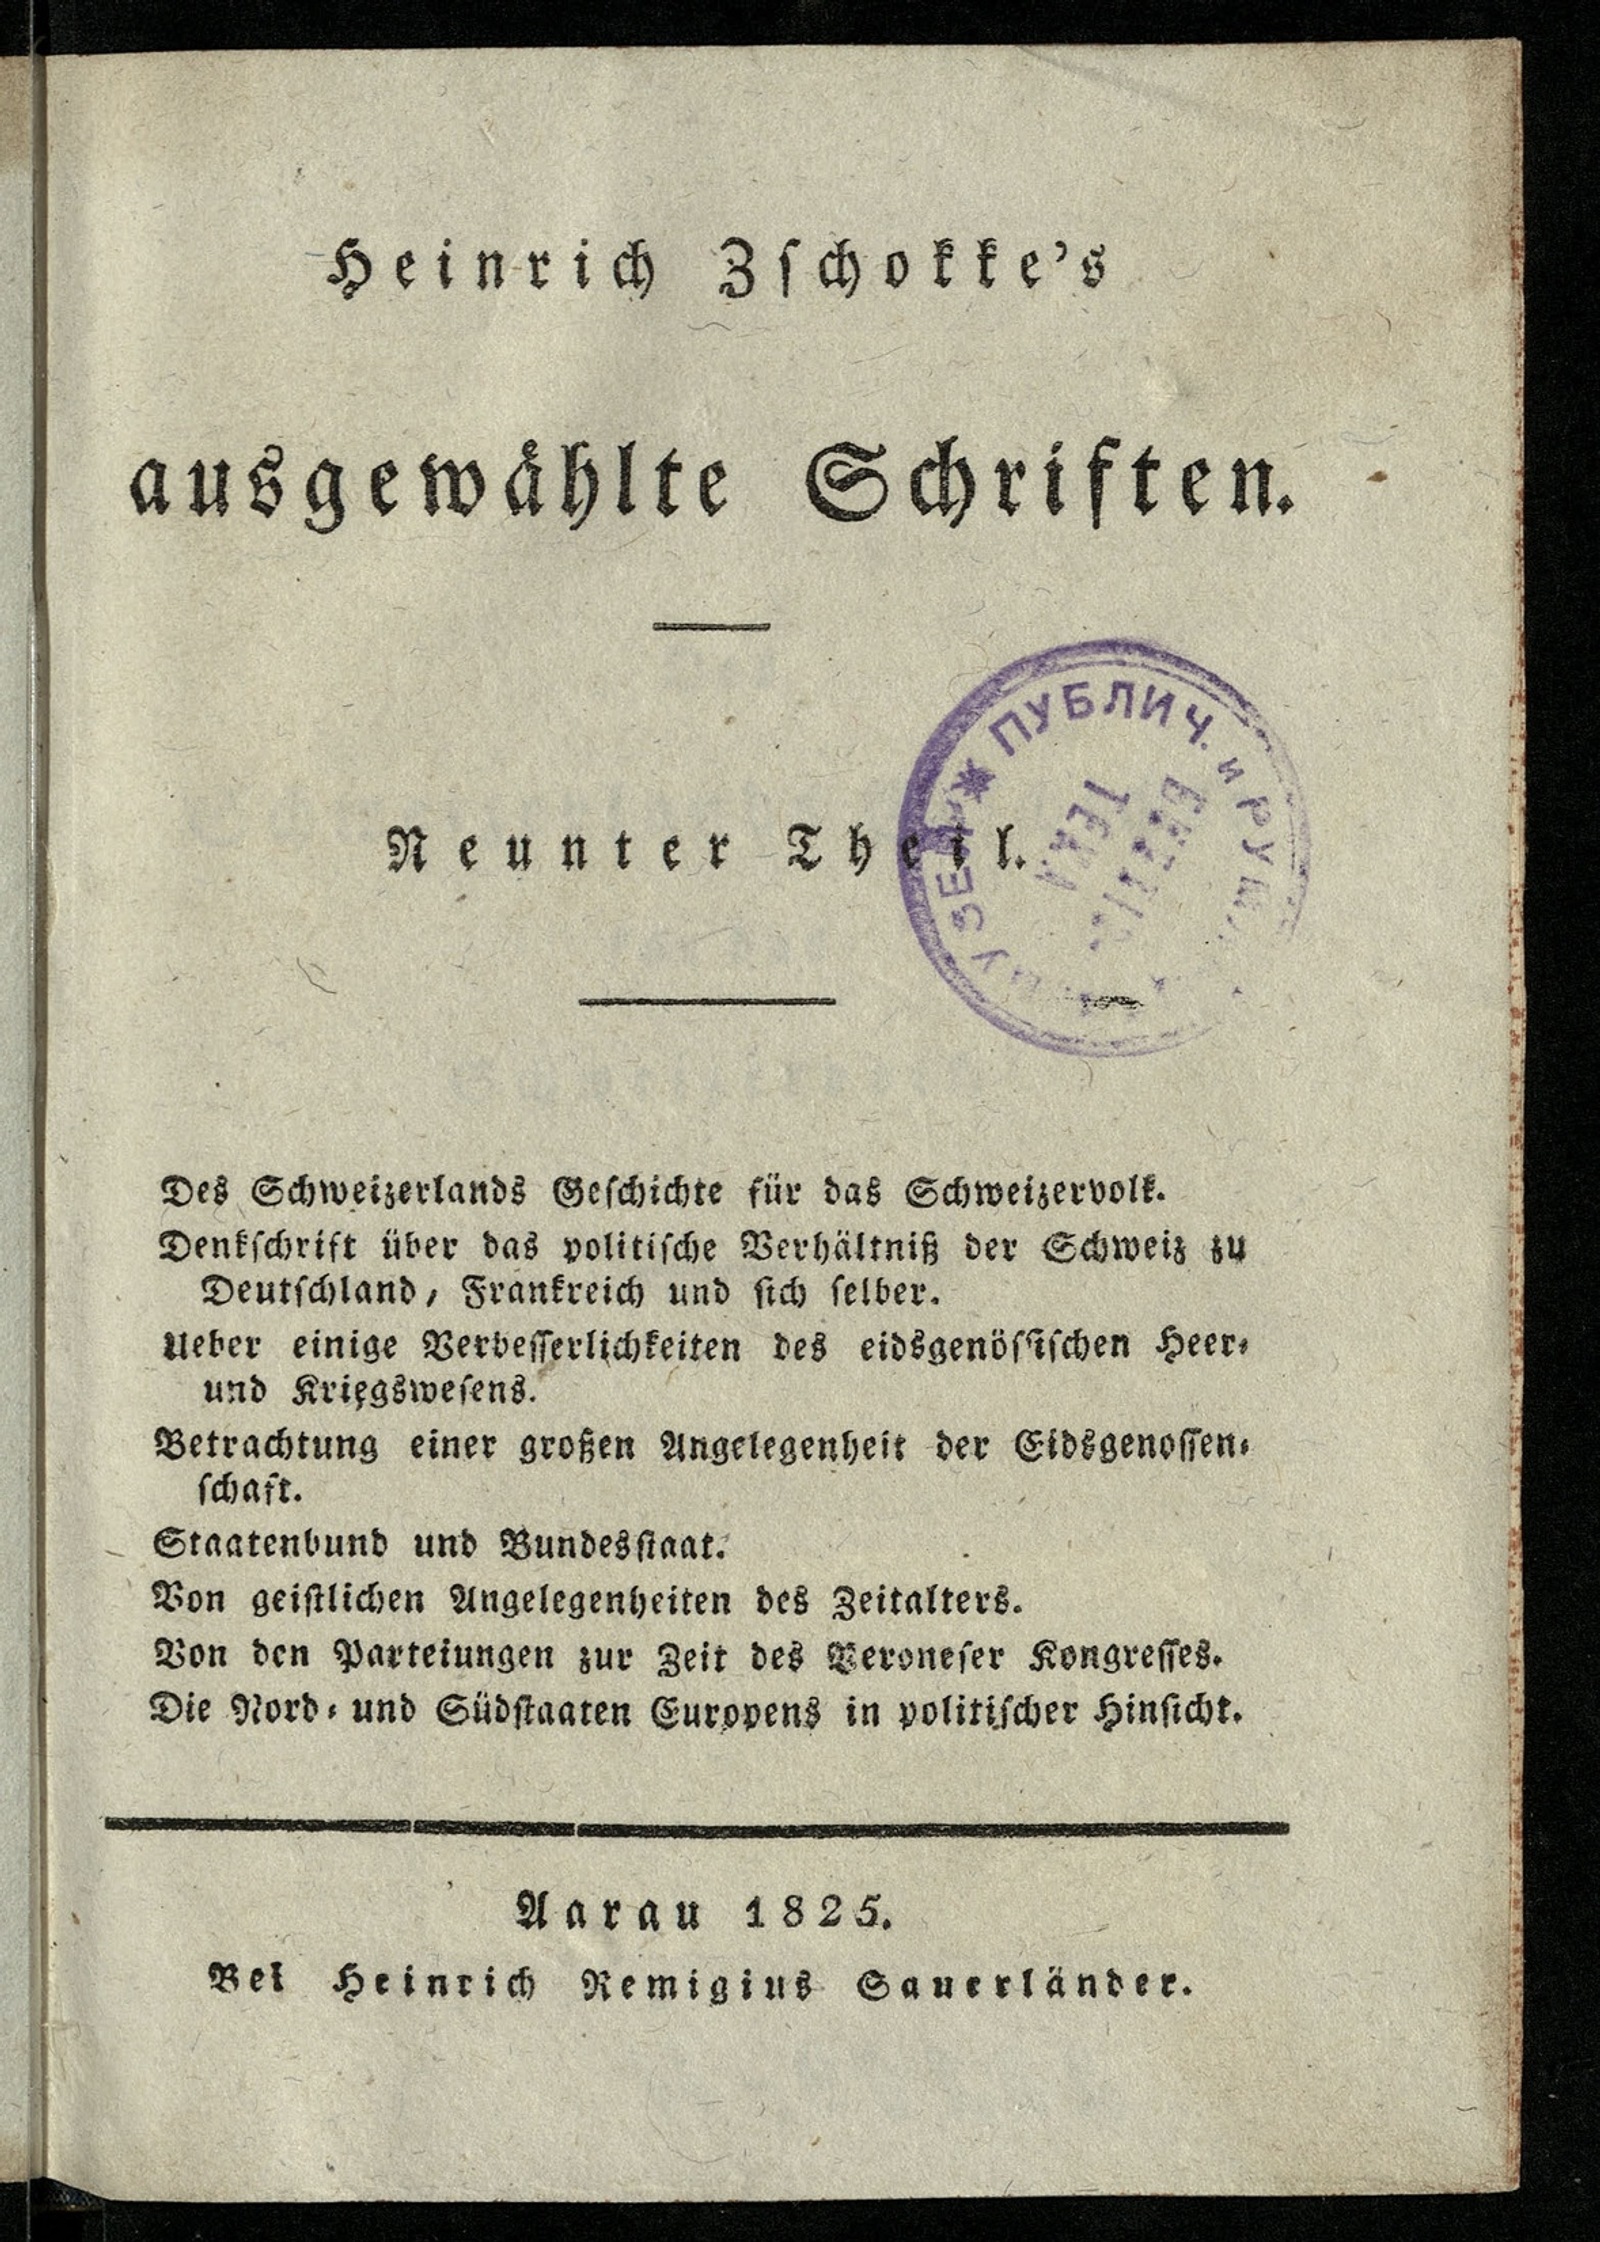 Heinrich Zschokke's
ausgewählte Schriften.
ПУБЛИЧ. и РУМ
Neunter Theil.
Des Schweizerlands Geschichte für das Schweizervolk.
Denkschrift über das politische Verhältniß der Schweiz zu
Deutschland, Frankreich und sich selber.
Ueber einige Verbesserlichkeiten des eidsgenössischen Heer-
und Kriegswesens.
Betrachtung einer großen Angelegenheit der Eidsgenossen-
schaft.
Staatenbund und Bundesstaat.
Von geistlichen Angelegenheiten des Zeitalters.
Von den Parteiungen zur Zeit des Veroneser Kongresses.
Die Nord- und Südstaaten Europens in politischer Hinsicht.
Aarau 1825.
Bei Heinrich Remigius Sauerländer.